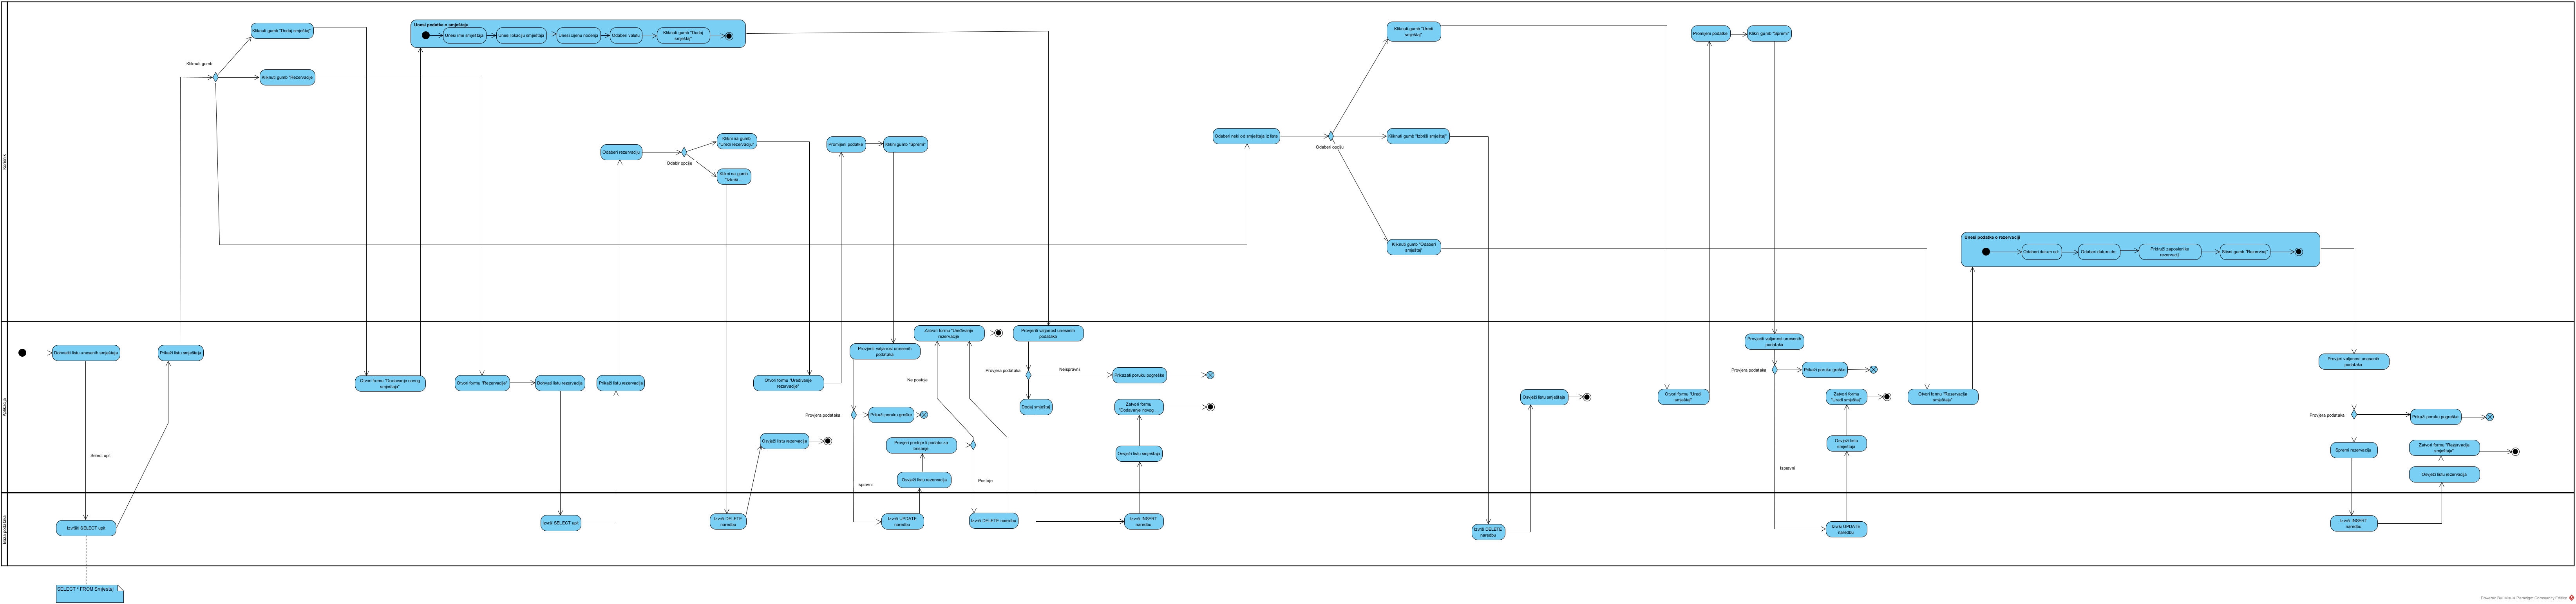 Korisnik
Kliknuti gumb
Kliknuti gumb "Dodaj smještaj"
Kliknuti gumb "Rezervacije
Unesi podatke o smještaju
Unesi ime smještaja
Unesi lokaciju smještaja
Unesi cijenu noćenja
Odaberi valutu
Kliknuti gumb "Dodaj
smještaj"
Odaberi rezervaciju
Odabir opcije
Klikni na gumb
"Uredi rezervaciju"
Klikni na gumb
"Izbriši ...
Promijeni podatke
Klikni gumb "Spremi"
Odaberi neki od smještaja iz liste
Odaberi opciju
Kliknuti gumb "Uredi
smještaj"
Kliknuti gumb "Izbriši smještaj"
Kliknuti gumb "Odaberi
smještaj"
Promijeni podatke
Klikni gumb "Spremi"
Unesi podatke o rezervaciji
Odaberi datum od
Odaberi datum do
Pridruži zaposlenike
rezervaciji
Stisni gumb "Rezerviraj"
Aplikacija
Dohvatiti listu unesenih smještaja
Prikaži listu smještaja
Select upit
Otvori formu "Dodavanje novog
smještaja"
Otvori formu "Rezervacije"
Dohvati listu rezervacija
Prikaži listu rezervacija
Otvori formu "Uređivanje
rezervacije"
Osvježi listu rezervacija
Provjeriti valjanost unesenih
podataka
Provjera podataka
Prikaži poruku greške
Ispravni
Zatvori formu "Uređivanje
rezervacije
Ne postoje
Provjeri postoje li podatci za
brisanje
Osvježi listu rezervacija
Postoje
Provjeriti valjanost unesenih
podataka
Provjera podataka
Neispravni
Prikazati poruku pogreške
Dodaj smještaj
Zatvori formu
"Dodavanje novog ...
Osvježi listu smještaja
Osvježi listu smještaja
Otvori formu "Uredi
smještaj"
Provjeriti valjanost unesenih
podataka
Provjera podataka
Prikaži poruku greške
Ispravni
Zatvori formu
"Uredi smještaj"
Osvježi listu
smještaja
Otvori formu "Rezervacija
smještaja"
Provjeri valjanost unesenih
podataka
Provjera podataka
Prikaži poruku pogreške
Spremi rezervaciju
Zatvori formu "Rezervacija
smještaja"
Osvježi listu rezervacija
Baza podataka
Izvršiti SELECT upit
Izvrši SELECT upit
Izvrši DELETE
naredbu
Izvrši UPDATE
naredbu
Izvrši DELETE naredbu
Izvrši INSERT
naredbu
Izvrši DELETE
naredbu
Izvrši UPDATE
naredbu
Izvrši INSERT
naredbu
SELECT * FROM Smjestaj
Powered By: Visual Paradigm Community Edition